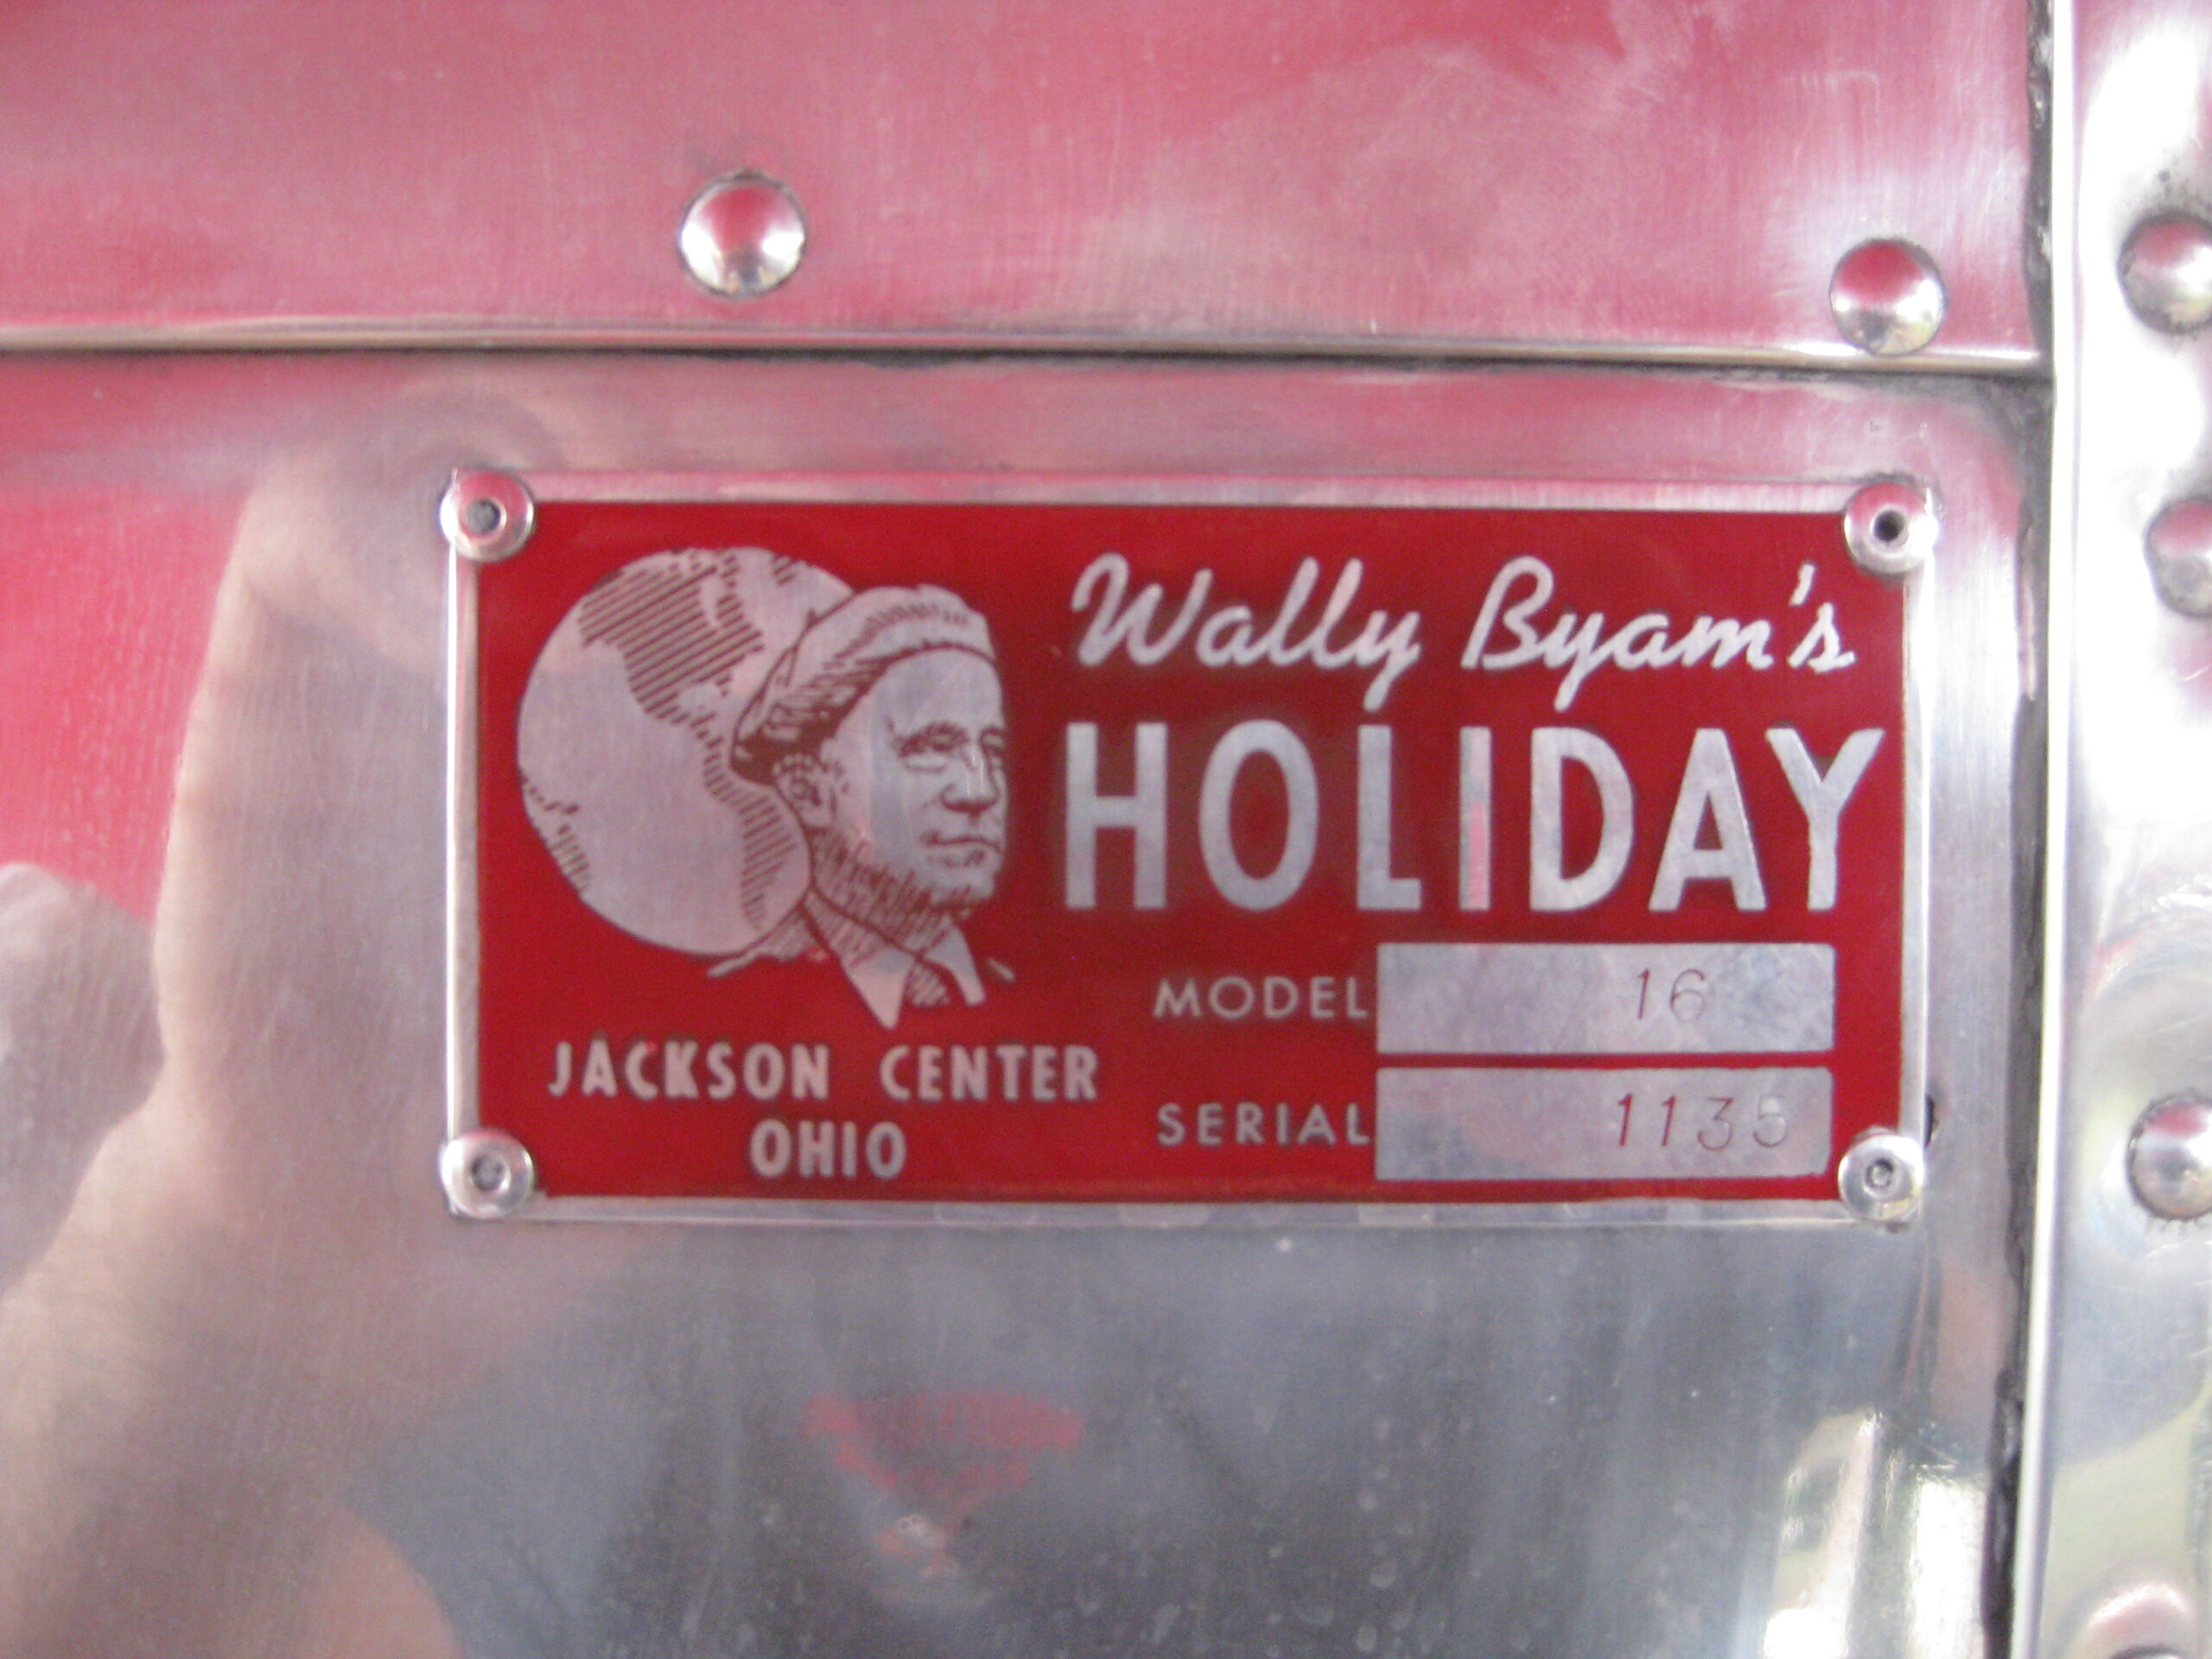 Wally Byam's
HOLIDAY
MODEL 16
SERIAL 1135
JACKSON CENTER
OHIO